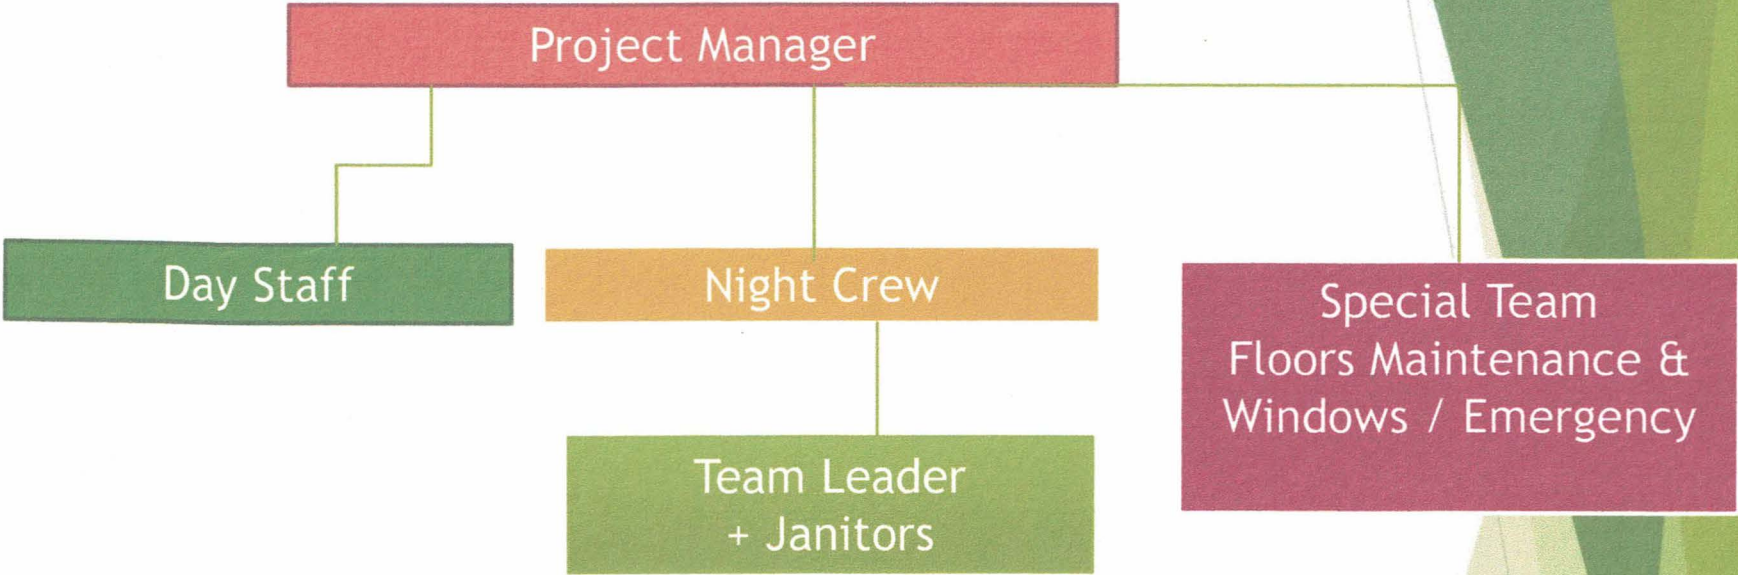 Project Manager
Day Staff
Night Crew
Special Team
Floors Maintenance &
Windows / Emergency
Team Leader
+ Janitors